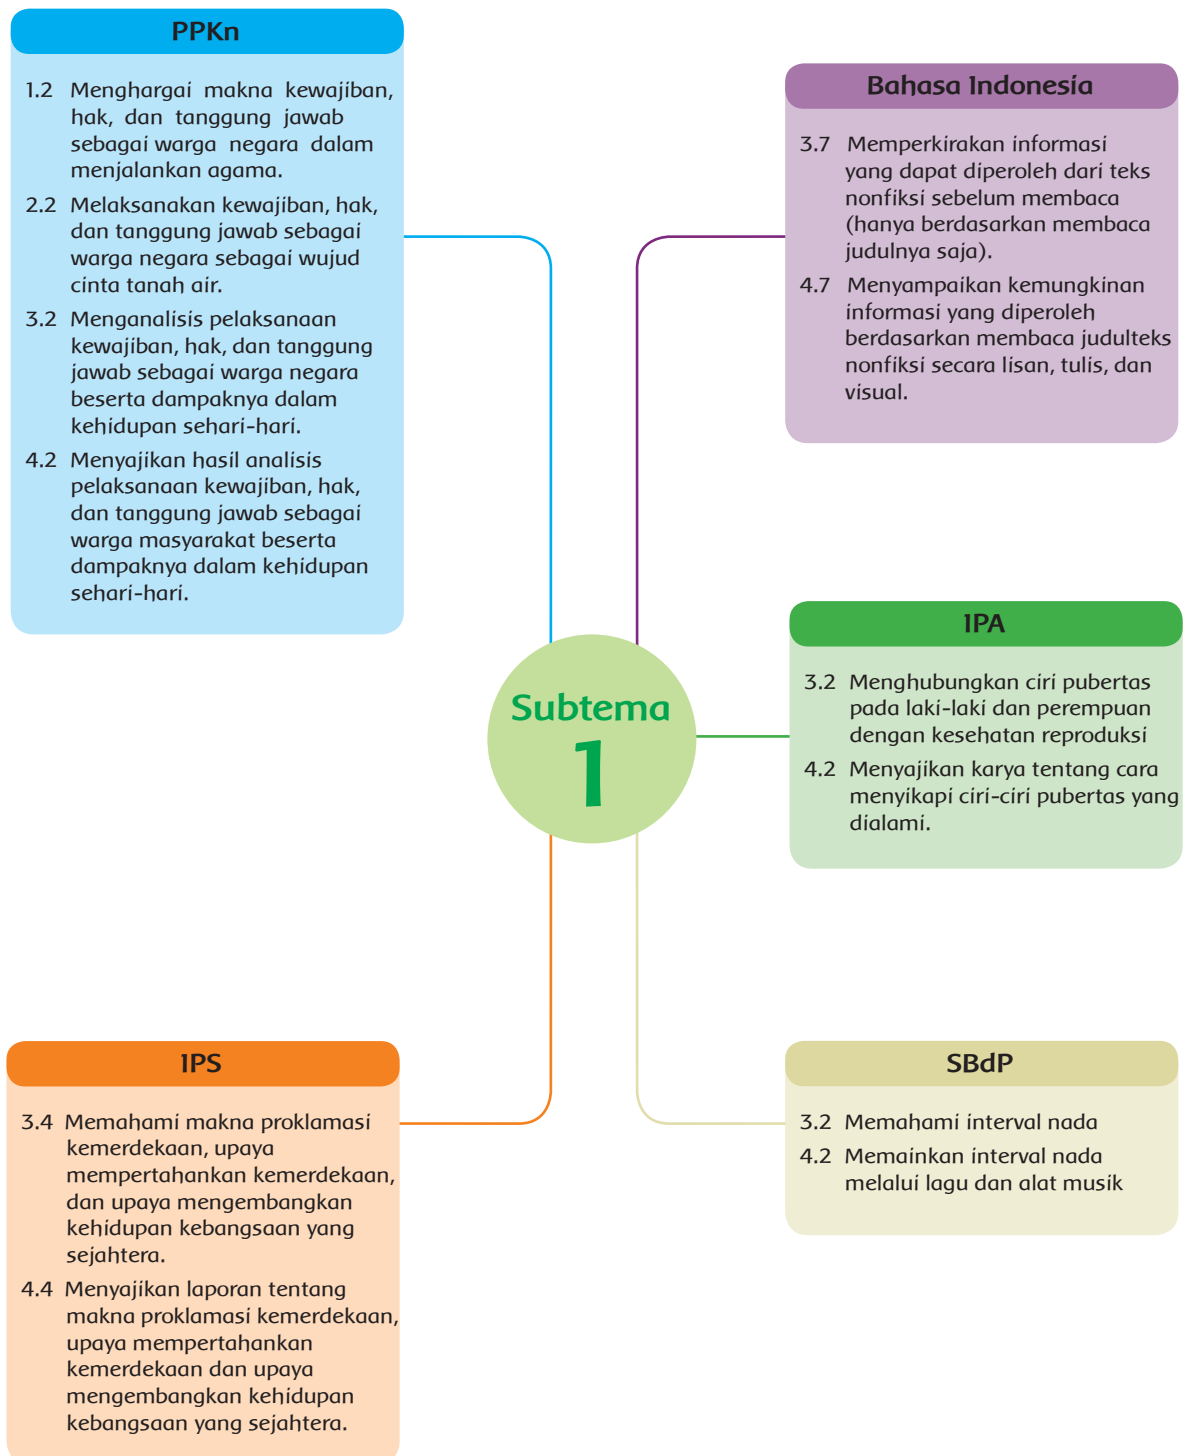 PPKn
1.2 Menghargai makna kewajiban,
hak, dan tanggung jawab
sebagai warga negara dalam
menjalankan agama.
2.2 Melaksanakan kewajiban, hak,
dan tanggung jawab sebagai
warga negara sebagai wujud
cinta tanah air.
3.2 Menganalisis pelaksanaan
kewajiban, hak, dan tanggung
jawab sebagai warga negara
beserta dampaknya dalam
kehidupan sehari-hari.
4.2 Menyajikan hasil analisis
pelaksanaan kewajiban, hak,
dan tanggung jawab sebagai
warga masyarakat beserta
dampaknya dalam kehidupan
sehari-hari.
Bahasa Indonesia
3.7 Memperkirakan informasi
yang dapat diperoleh dari teks
nonfiksi sebelum membaca
(hanya berdasarkan membaca
judulnya saja).
4.7 Menyampaikan kemungkinan
informasi yang diperoleh
berdasarkan membaca judulteks
nonfiksi secara lisan, tulis, dan
visual.
Subtema
1
IPA
3.2 Menghubungkan ciri pubertas
pada laki-laki dan perempuan
dengan kesehatan reproduksi
4.2 Menyajikan karya tentang cara
menyikapi ciri-ciri pubertas yang
dialami.
IPS
3.4 Memahami makna proklamasi
kemerdekaan, upaya
mempertahankan kemerdekaan,
dan upaya mengembangkan
kehidupan kebangsaan yang
sejahtera.
4.4 Menyajikan laporan tentang
makna proklamasi kemerdekaan,
upaya mempertahankan
kemerdekaan dan upaya
mengembangkan kehidupan
kebangsaan yang sejahtera.
SBdP
3.2 Memahami interval nada
4.2 Memainkan interval nada
melalui lagu dan alat musik